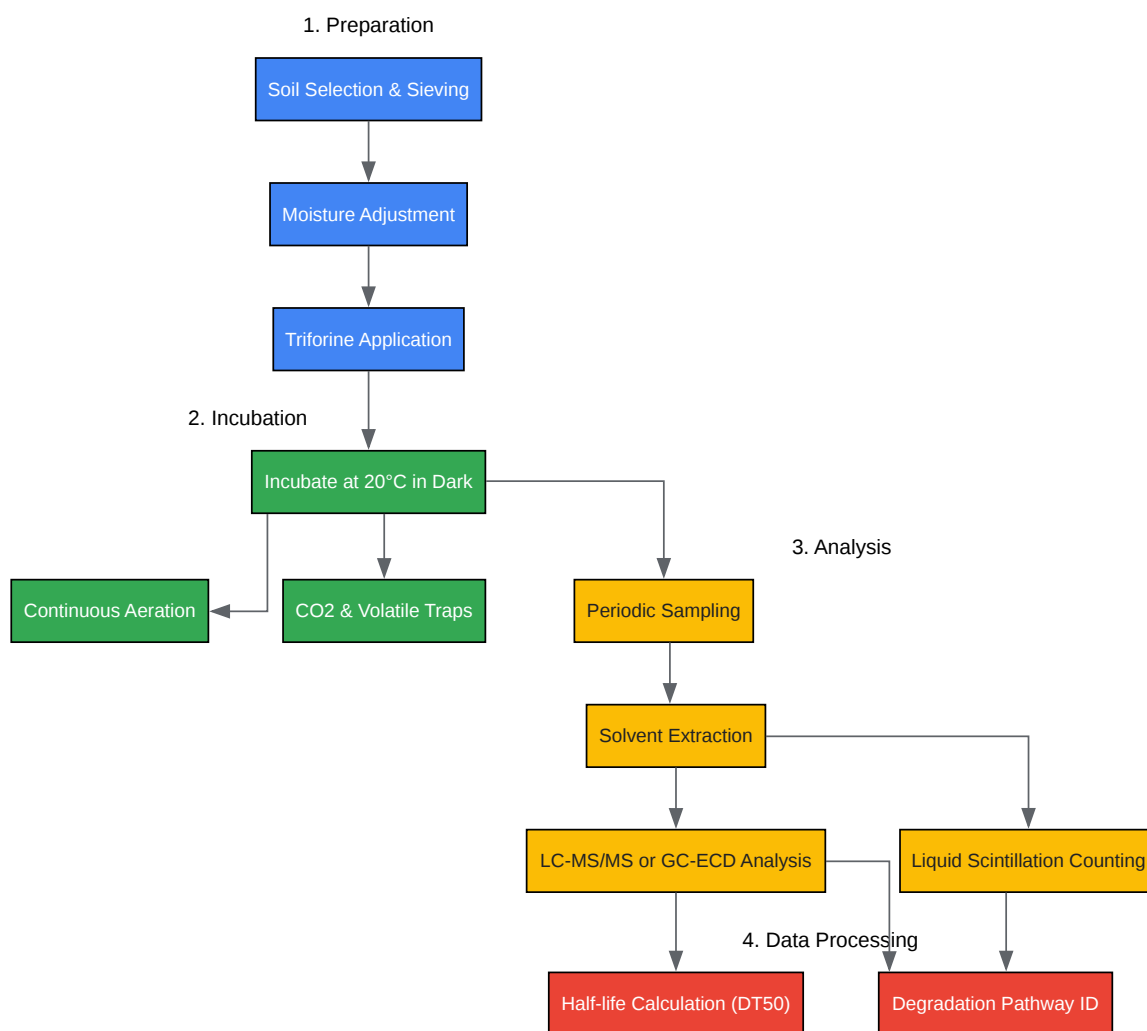 1. Preparation
Soil Selection & Sieving
Moisture Adjustment
Triforine Application
2. Incubation
Incubate at 20°C in Dark
3. Analysis
Continuous Aeration
CO2 & Volatile Traps
Periodic Sampling
Solvent Extraction
LC-MS/MS or GC-ECD Analysis
Liquid Scintillation Counting
4. Data Processing
Half-life Calculation (DT50)
Degradation Pathway ID